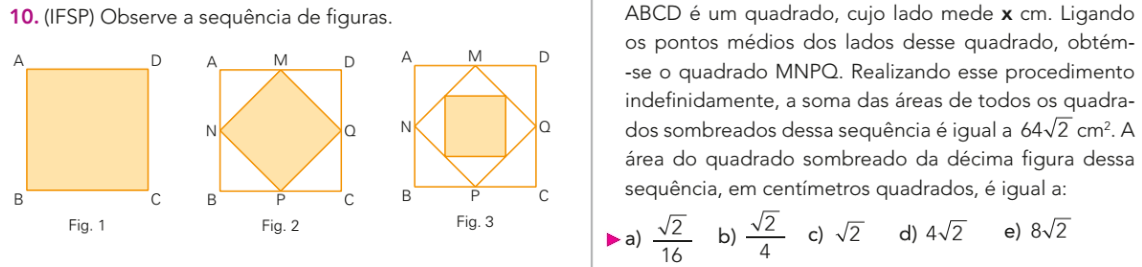 10. (IFSP) Observe a sequência de figuras.
A D
B C
Fig. 1
A M D
N Q
B P C
Fig. 2
A M D
N Q
B P C
Fig. 3
ABCD é um quadrado, cujo lado mede x cm. Ligando
os pontos médios dos lados desse quadrado, obtém-
-se o quadrado MNPQ. Realizando esse procedimento
indefinidamente, a soma das áreas de todos os quadra-
dos sombreados dessa sequência é igual a 64√2 cm². A
área do quadrado sombreado da décima figura dessa
sequência, em centímetros quadrados, é igual a:
a) √2/16 b) √2/4 c) √2 d) 4√2 e) 8√2